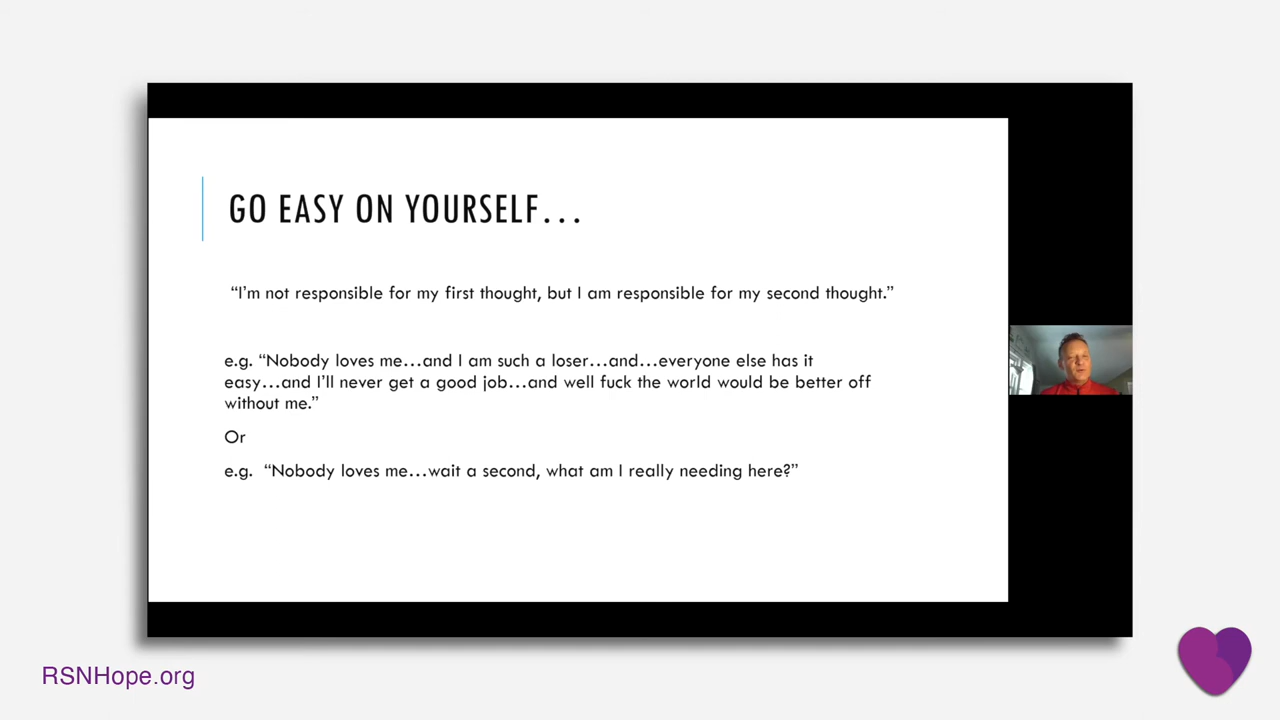 GO EASY ON YOURSELF...
“I’m not responsible for my first thought, but I am responsible for my second thought.”
e.g. “Nobody loves me...and I am such a loser...and...everyone else has it
easy...and I’ll never get a good job...and well fuck the world would be better off
without me.”
Or
e.g.  “Nobody loves me...wait a second, what am I really needing here?”
RSNHope.org